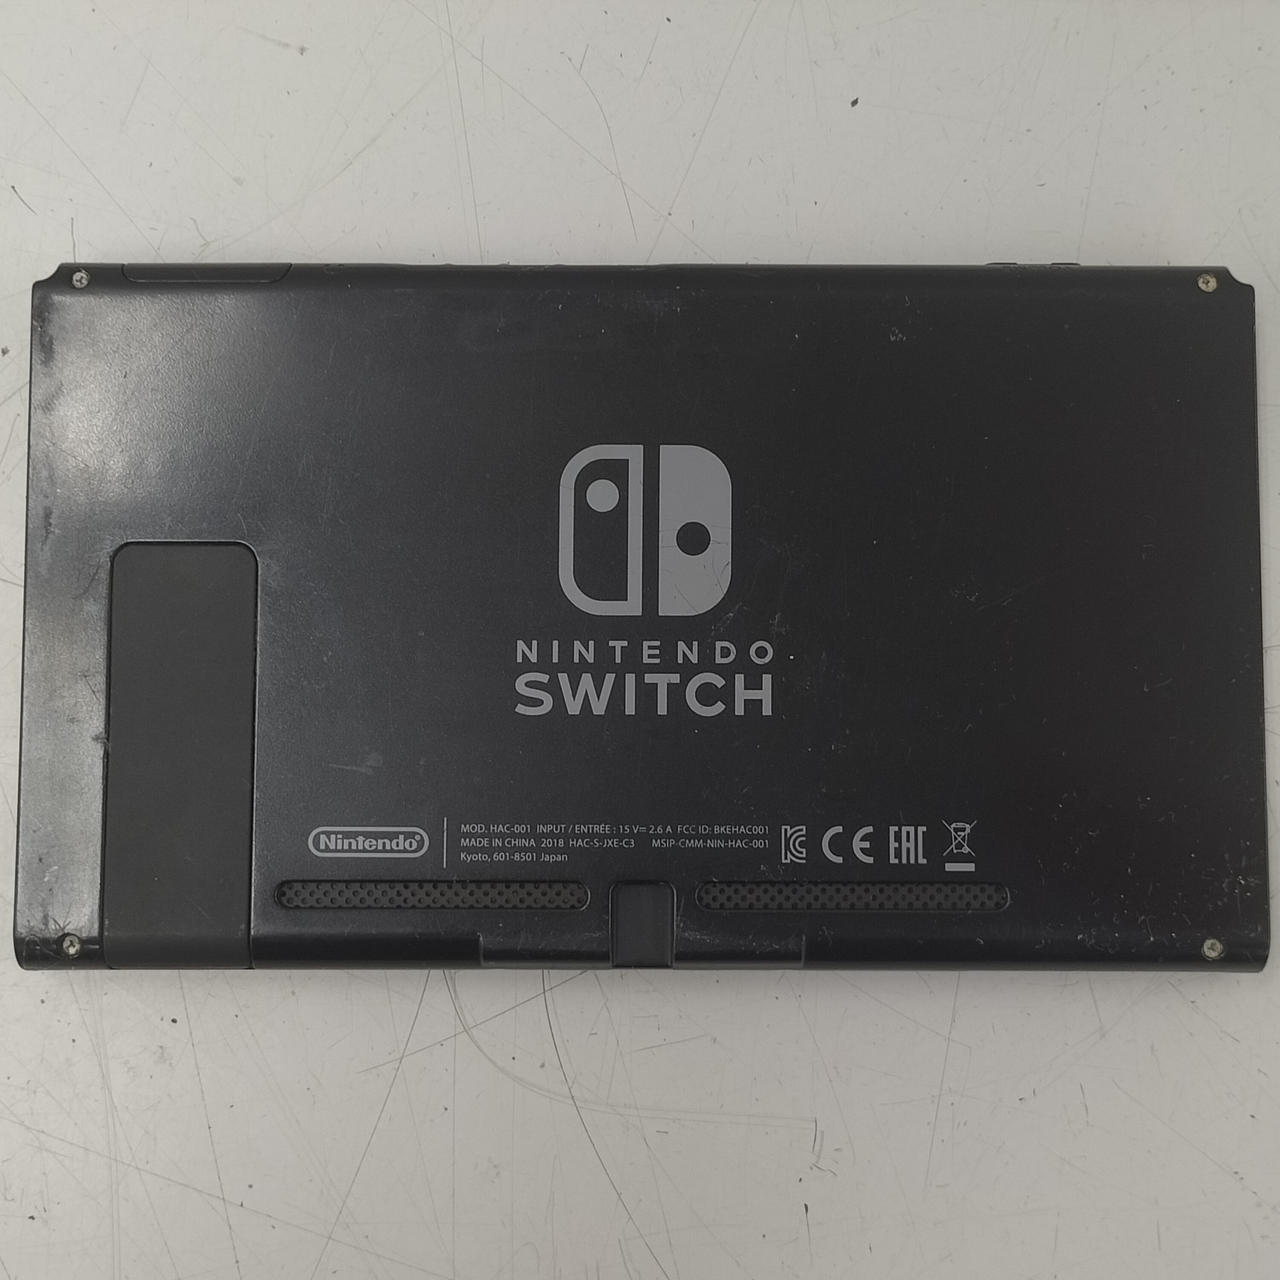 NINTENDO
SWITCH
Nintendo
MOD. HAC-001 INPUT / ENTRÉE : 15 V⎓ 2.6 A FCC ID: BKEHAC001
MADE IN CHINA 2018 HAC-S-JXE-C3 MSIP-CMM-NIN-HAC-001
Kyoto, 601-8501 Japan
CE EAC